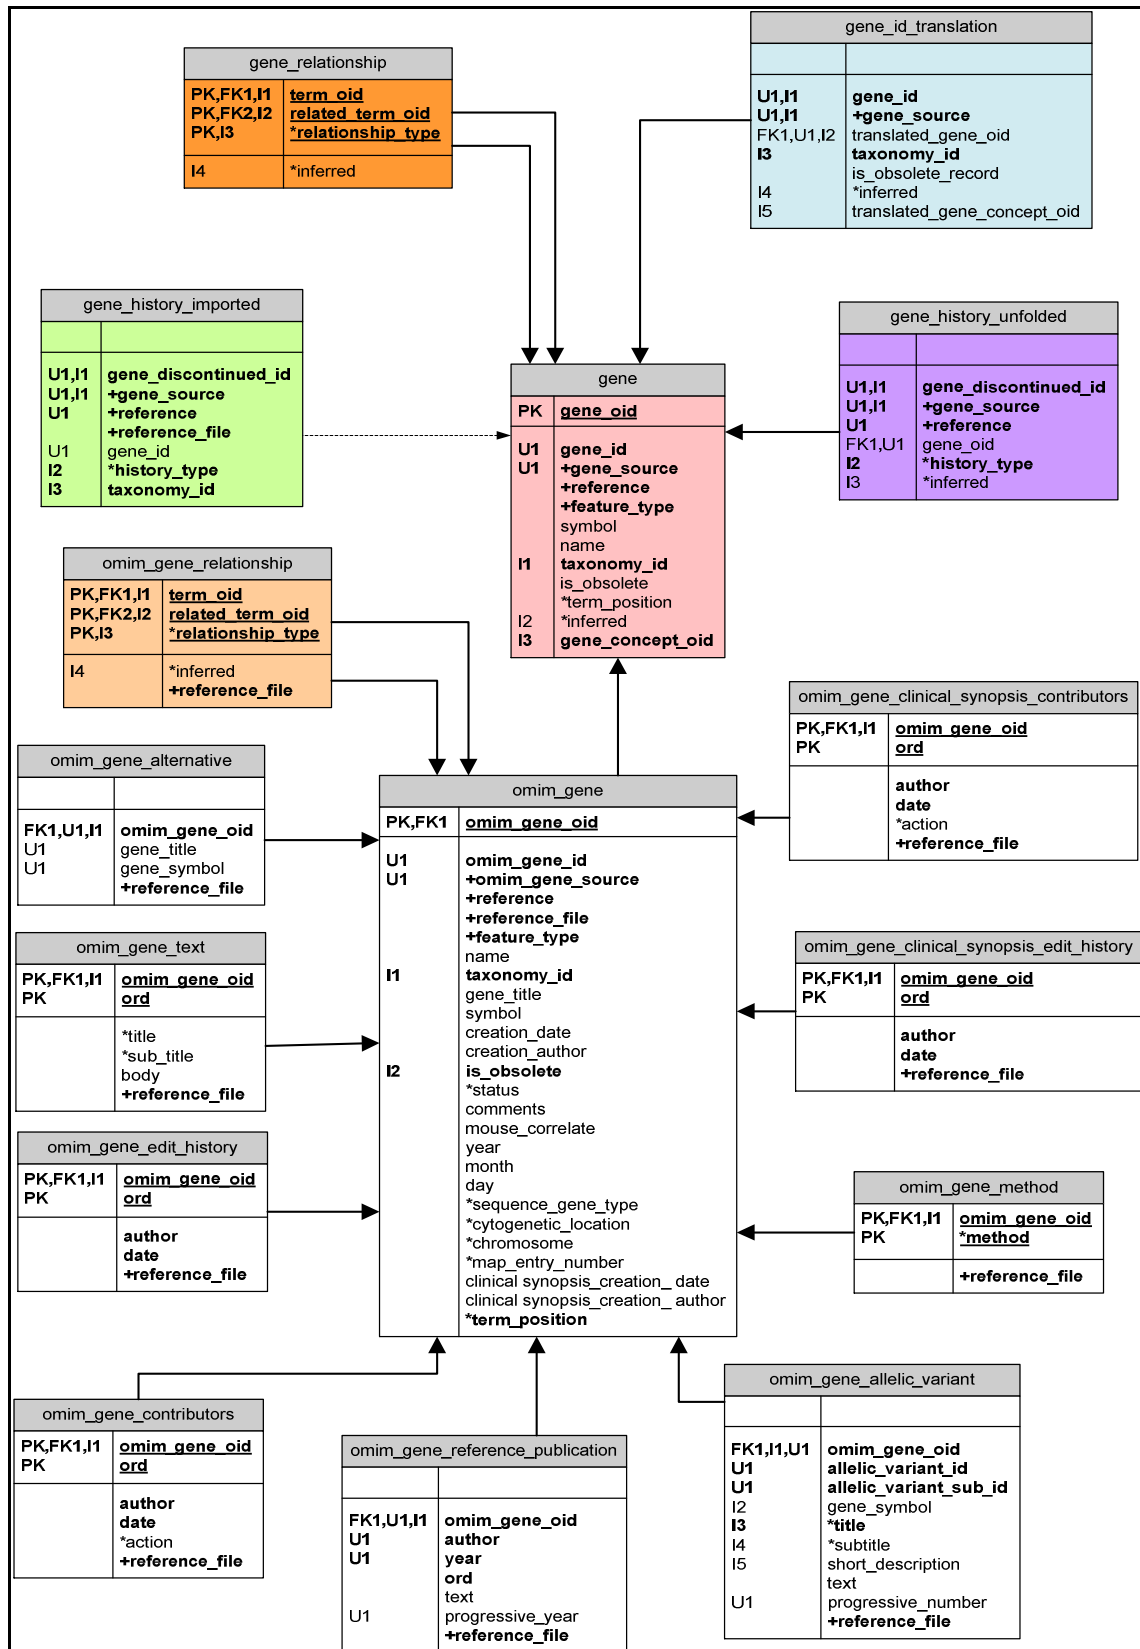 gene_id_translation
U1,I1 gene_id
U1,I1 +gene_source
FK1,U1,I2 translated_gene_oid
I3 taxonomy_id
is_obsolete_record
I4 *inferred
I5 translated_gene_concept_oid
gene_relationship
PK,FK1,I1 term_oid
PK,FK2,I2 related_term_oid
PK,I3 *relationship_type
I4 *inferred
gene_history_imported
U1,I1 gene_discontinued_id
U1,I1 +gene_source
U1 +reference
+reference_file
U1 gene_id
I2 *history_type
I3 taxonomy_id
gene_history_unfolded
U1,I1 gene_discontinued_id
U1,I1 +gene_source
U1 +reference
FK1,U1 gene_oid
I2 *history_type
I3 *inferred
gene
PK gene_oid
U1 gene_id
U1 +gene_source
+reference
+feature_type
symbol
name
I1 taxonomy_id
is_obsolete
*term_position
I2 *inferred
I3 gene_concept_oid
omim_gene_relationship
PK,FK1,I1 term_oid
PK,FK2,I2 related_term_oid
PK,I3 *relationship_type
I4 *inferred
+reference_file
omim_gene_clinical_synopsis_contributors
PK,FK1,I1 omim_gene_oid
PK ord
author
date
*action
+reference_file
omim_gene_alternative
FK1,U1,I1 omim_gene_oid
U1 gene_title
U1 gene_symbol
+reference_file
omim_gene
PK,FK1 omim_gene_oid
U1 omim_gene_id
U1 +omim_gene_source
+reference
+reference_file
+feature_type
name
I1 taxonomy_id
gene_title
symbol
creation_date
creation_author
I2 is_obsolete
*status
comments
mouse_correlate
year
month
day
*sequence_gene_type
*cytogenetic_location
*chromosome
*map_entry_number
clinical synopsis_creation_ date
clinical synopsis_creation_ author
*term_position
omim_gene_text
PK,FK1,I1 omim_gene_oid
PK ord
*title
*sub_title
body
+reference_file
omim_gene_clinical_synopsis_edit_history
PK,FK1,I1 omim_gene_oid
PK ord
author
date
+reference_file
omim_gene_edit_history
PK,FK1,I1 omim_gene_oid
PK ord
author
date
+reference_file
omim_gene_method
PK,FK1,I1 omim_gene_oid
PK *method
+reference_file
omim_gene_contributors
PK,FK1,I1 omim_gene_oid
PK ord
author
date
*action
+reference_file
omim_gene_reference_publication
FK1,U1,I1 omim_gene_oid
U1 author
U1 year
ord
text
U1 progressive_year
+reference_file
omim_gene_allelic_variant
FK1,I1,U1 omim_gene_oid
U1 allelic_variant_id
U1 allelic_variant_sub_id
I2 gene_symbol
I3 *title
I4 *subtitle
I5 short_description
text
U1 progressive_number
+reference_file